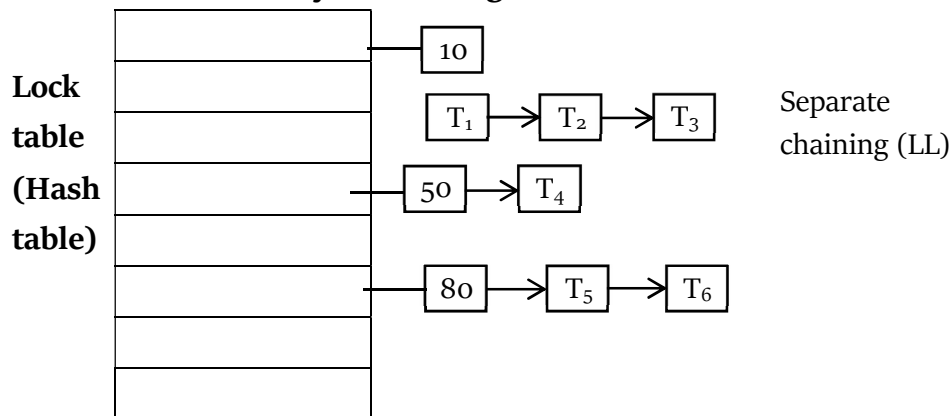 10
Lock
table
(Hash
table)
T₁ T₂ T₃
Separate
chaining (LL)
50 T₄
80 T₅ T₆